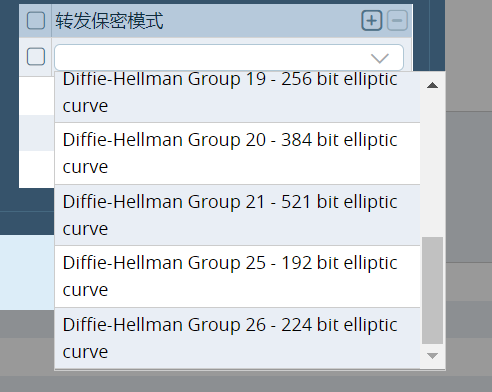 转发保密模式
Diffie-Hellman Group 19 - 256 bit elliptic
curve
Diffie-Hellman Group 20 - 384 bit elliptic
curve
Diffie-Hellman Group 21 - 521 bit elliptic
curve
Diffie-Hellman Group 25 - 192 bit elliptic
curve
Diffie-Hellman Group 26 - 224 bit elliptic
curve